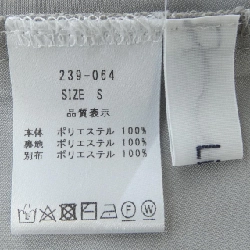 239-064
SIZE S
品質表示
本体 ポリエステル 100%
裏地 ポリエステル 100%
別布 ポリエステル 100%